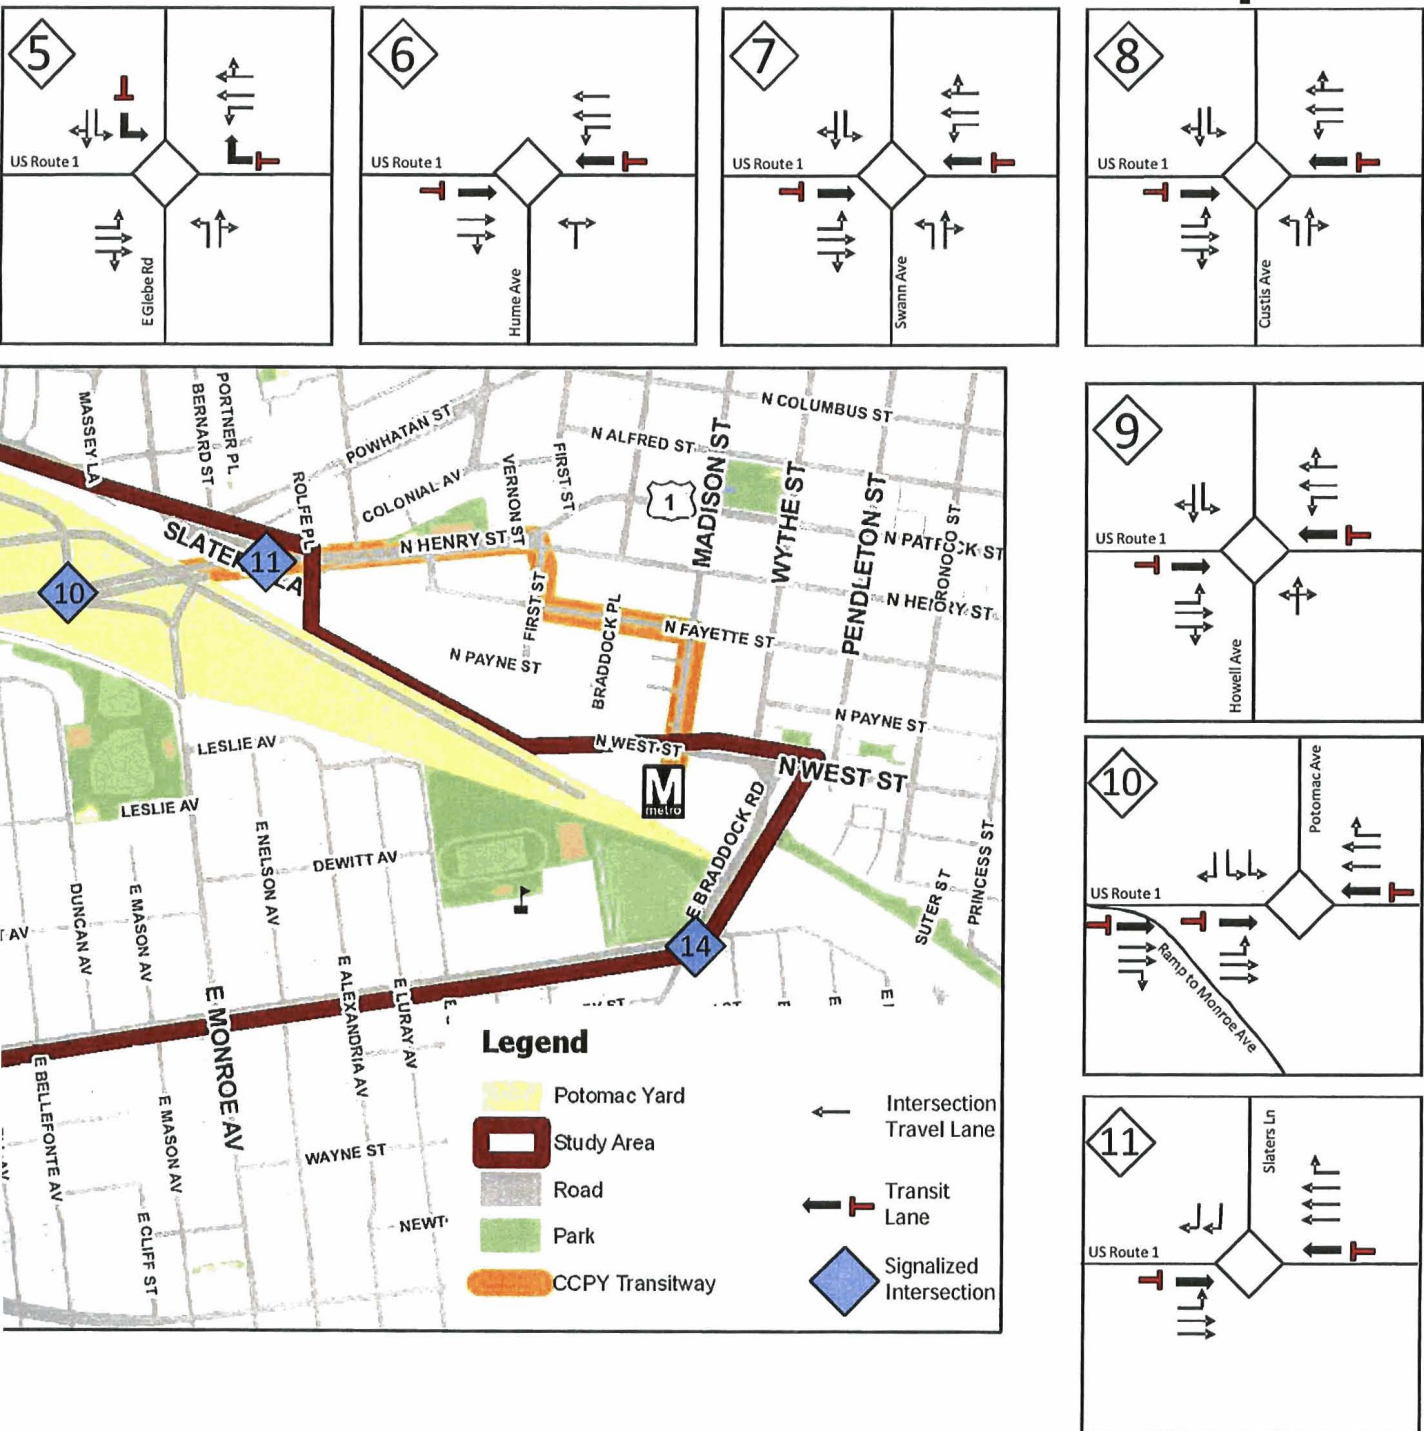 5
US Route 1
E Glebe Rd
6
US Route 1
Hume Ave
7
US Route 1
Swann Ave
8
US Route 1
Custis Ave
MASSEY LA
BERNARD ST
PORTNER PL
POWHATAN ST
ROLFE PL
COLONIAL AV
VERNON ST
FIRST ST
N COLUMBUS ST
N ALFRED ST
1
MADISON ST
WYTHE ST
PENDLETON ST
ORONOCO ST
N HENRY ST
11
10
FIRST ST
BRADDOCK PL
N FAYETTE ST
N PAYNE ST
N PAYNE ST
LESLIE AV
N WEST ST
N WEST ST
M
metro
LESLIE AV
E NELSON AV
DEWITT AV
E BRADDOCK RD
DUNCAN AV
E MASON AV
SUTER ST
PRINCESS ST
14
E ALEXANDRIA AV
E LURAY AV
E MONROE AV
E BELLEFONTE AV
E MASON AV
WAYNE ST
E CLIFF ST
NEWT
Legend
Potomac Yard
Study Area
Road
Park
CCPY Transitway
Intersection
Travel Lane
Transit
Lane
Signalized
Intersection
9
US Route 1
Howell Ave
10
Potomac Ave
US Route 1
Ramp to Monroe Ave
11
Slaters Ln
US Route 1